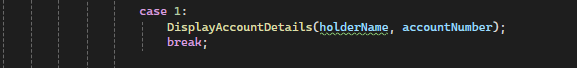 case 1:
DisplayAccountDetails(holderName, accountNumber);
break;